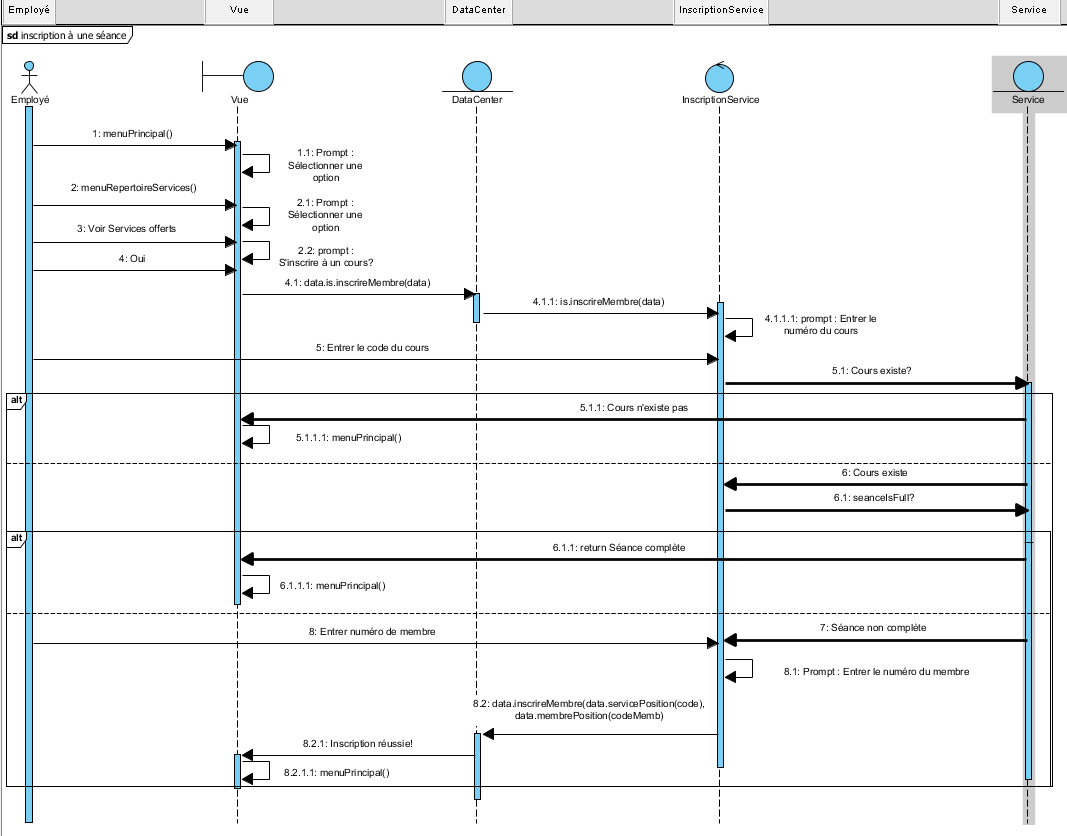 Employé
Vue
DataCenter
InscriptionService
Service
sd inscription à une séance
Employé
Vue
DataCenter
InscriptionService
Service
1: menuPrincipal()
1.1: Prompt :
Sélectionner une
option
2: menuRepertoireServices()
2.1: Prompt :
Sélectionner une
option
3: Voir Services offerts
2.2: prompt :
S'inscrire à un cours?
4: Oui
4.1: data.is.inscrireMembre(data)
4.1.1: is.inscrireMembre(data)
4.1.1.1: prompt : Entrer le
numéro du cours
5: Entrer le code du cours
5.1: Cours existe?
alt
5.1.1: Cours n'existe pas
5.1.1.1: menuPrincipal()
6: Cours existe
6.1: seanceIsFull?
alt
6.1.1: return Séance complète
6.1.1.1: menuPrincipal()
8: Entrer numéro de membre
7: Séance non complète
8.1: Prompt : Entrer le numéro du membre
8.2: data.inscrireMembre(data.servicePosition(code),
data.membrePosition(codeMemb)
8.2.1: Inscription réussie!
8.2.1.1: menuPrincipal()